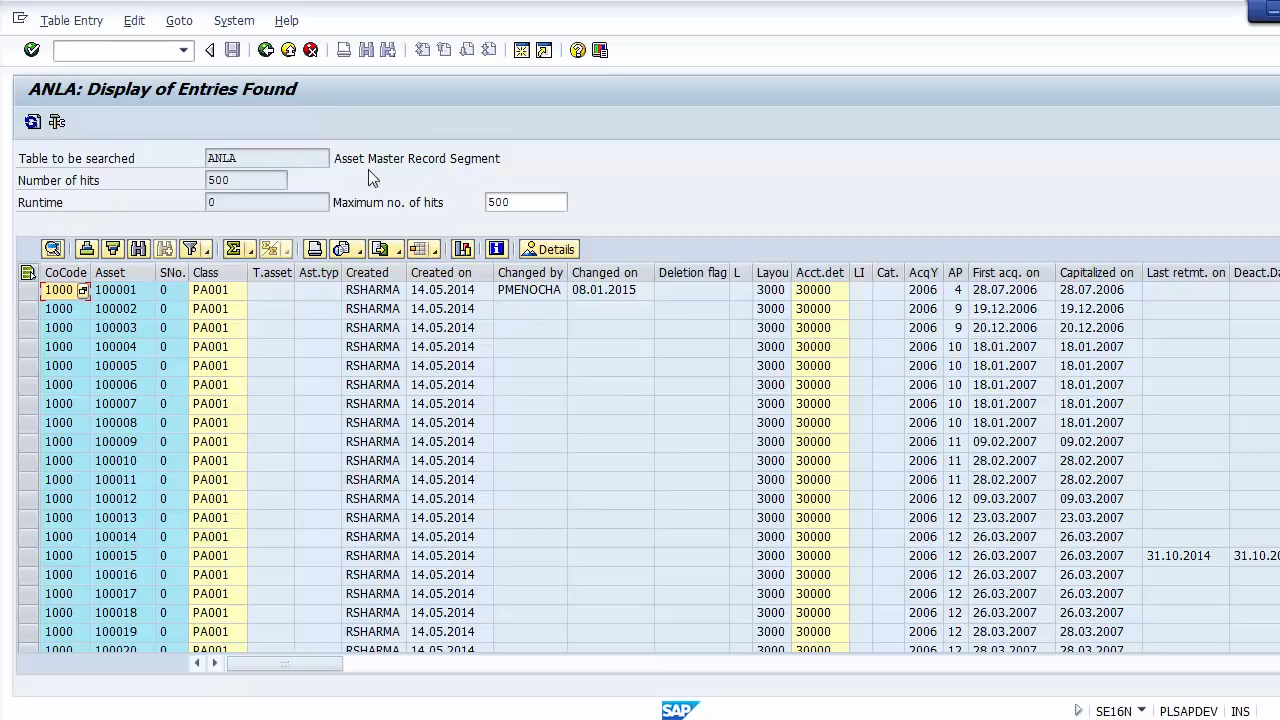 Table Entry Edit Goto System Help
ANLA: Display of Entries Found
Table to be searched ANLA Asset Master Record Segment
Number of hits 500
Runtime 0 Maximum no. of hits 500
Details
CoCode Asset SNo. Class T.asset Ast.typ Created Created on Changed by Changed on Deletion flag L Layou Acct.det LI Cat. AcqY AP First acq. on Capitalized on Last retmt. on Deact.Da
1000 100001 0 PA001 RSHARMA 14.05.2014 PMENOCHA 08.01.2015 3000 30000 2006 4 28.07.2006 28.07.2006
1000 100002 0 PA001 RSHARMA 14.05.2014 3000 30000 2006 9 19.12.2006 19.12.2006
1000 100003 0 PA001 RSHARMA 14.05.2014 3000 30000 2006 9 20.12.2006 20.12.2006
1000 100004 0 PA001 RSHARMA 14.05.2014 3000 30000 2006 10 18.01.2007 18.01.2007
1000 100005 0 PA001 RSHARMA 14.05.2014 3000 30000 2006 10 18.01.2007 18.01.2007
1000 100006 0 PA001 RSHARMA 14.05.2014 3000 30000 2006 10 18.01.2007 18.01.2007
1000 100007 0 PA001 RSHARMA 14.05.2014 3000 30000 2006 10 18.01.2007 18.01.2007
1000 100008 0 PA001 RSHARMA 14.05.2014 3000 30000 2006 10 18.01.2007 18.01.2007
1000 100009 0 PA001 RSHARMA 14.05.2014 3000 30000 2006 11 09.02.2007 09.02.2007
1000 100010 0 PA001 RSHARMA 14.05.2014 3000 30000 2006 11 28.02.2007 28.02.2007
1000 100011 0 PA001 RSHARMA 14.05.2014 3000 30000 2006 11 28.02.2007 28.02.2007
1000 100012 0 PA001 RSHARMA 14.05.2014 3000 30000 2006 12 09.03.2007 09.03.2007
1000 100013 0 PA001 RSHARMA 14.05.2014 3000 30000 2006 12 23.03.2007 23.03.2007
1000 100014 0 PA001 RSHARMA 14.05.2014 3000 30000 2006 12 26.03.2007 26.03.2007
1000 100015 0 PA001 RSHARMA 14.05.2014 3000 30000 2006 12 26.03.2007 26.03.2007 31.10.2014 31.10.20
1000 100016 0 PA001 RSHARMA 14.05.2014 3000 30000 2006 12 26.03.2007 26.03.2007
1000 100017 0 PA001 RSHARMA 14.05.2014 3000 30000 2006 12 26.03.2007 26.03.2007
1000 100018 0 PA001 RSHARMA 14.05.2014 3000 30000 2006 12 26.03.2007 26.03.2007
1000 100019 0 PA001 RSHARMA 14.05.2014 3000 30000 2006 12 28.03.2007 28.03.2007
1000 100020 0 PA001 RSHARMA 14.05.2014 3000 30000 2006 12 28.03.2007 28.03.2007
SAP SE16N PLSAPDEV INS